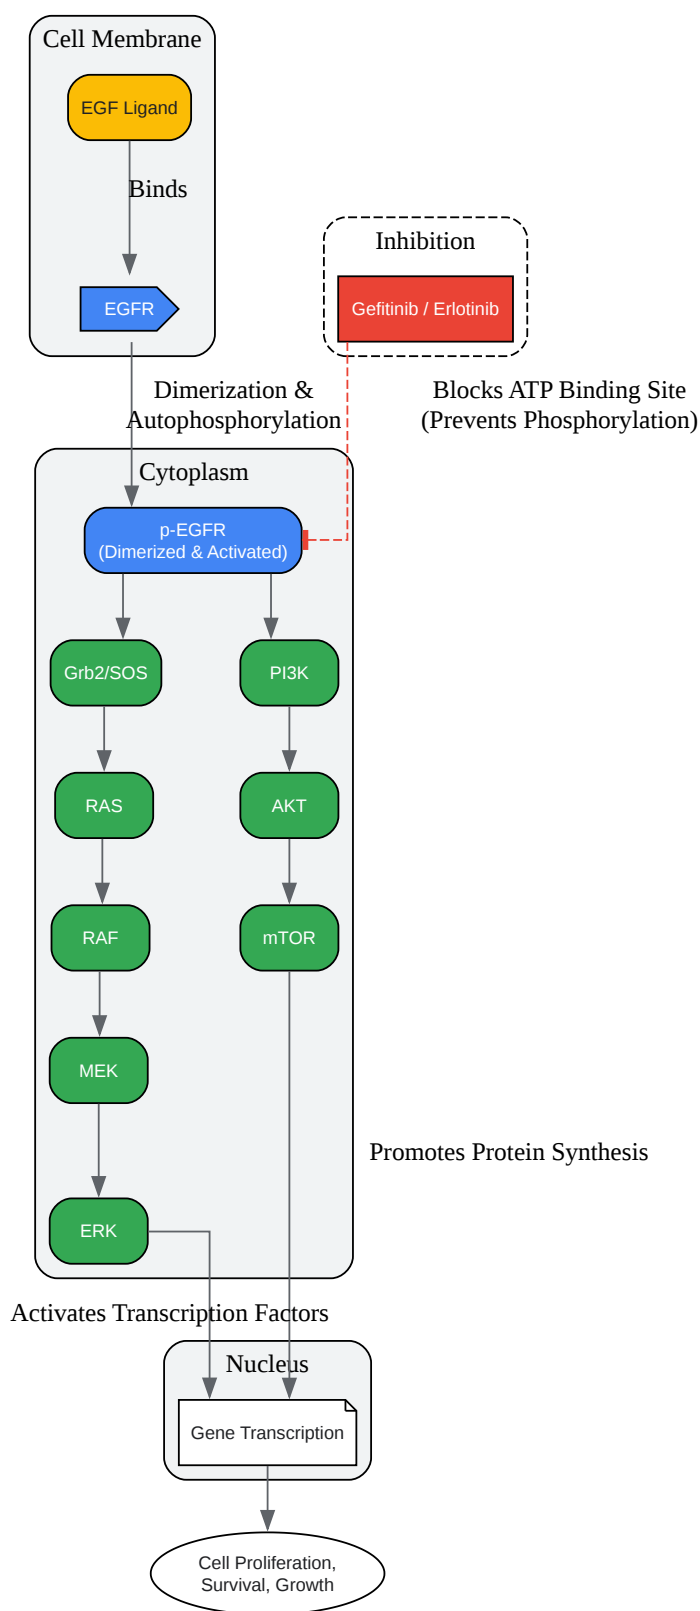 Cell Membrane
EGF Ligand
Binds
EGFR
Inhibition
Gefitinib / Erlotinib
Dimerization &
Autophosphorylation
Blocks ATP Binding Site
(Prevents Phosphorylation)
Cytoplasm
p-EGFR
(Dimerized & Activated)
Grb2/SOS
PI3K
RAS
AKT
RAF
mTOR
MEK
Promotes Protein Synthesis
ERK
Activates Transcription Factors
Nucleus
Gene Transcription
Cell Proliferation,
Survival, Growth